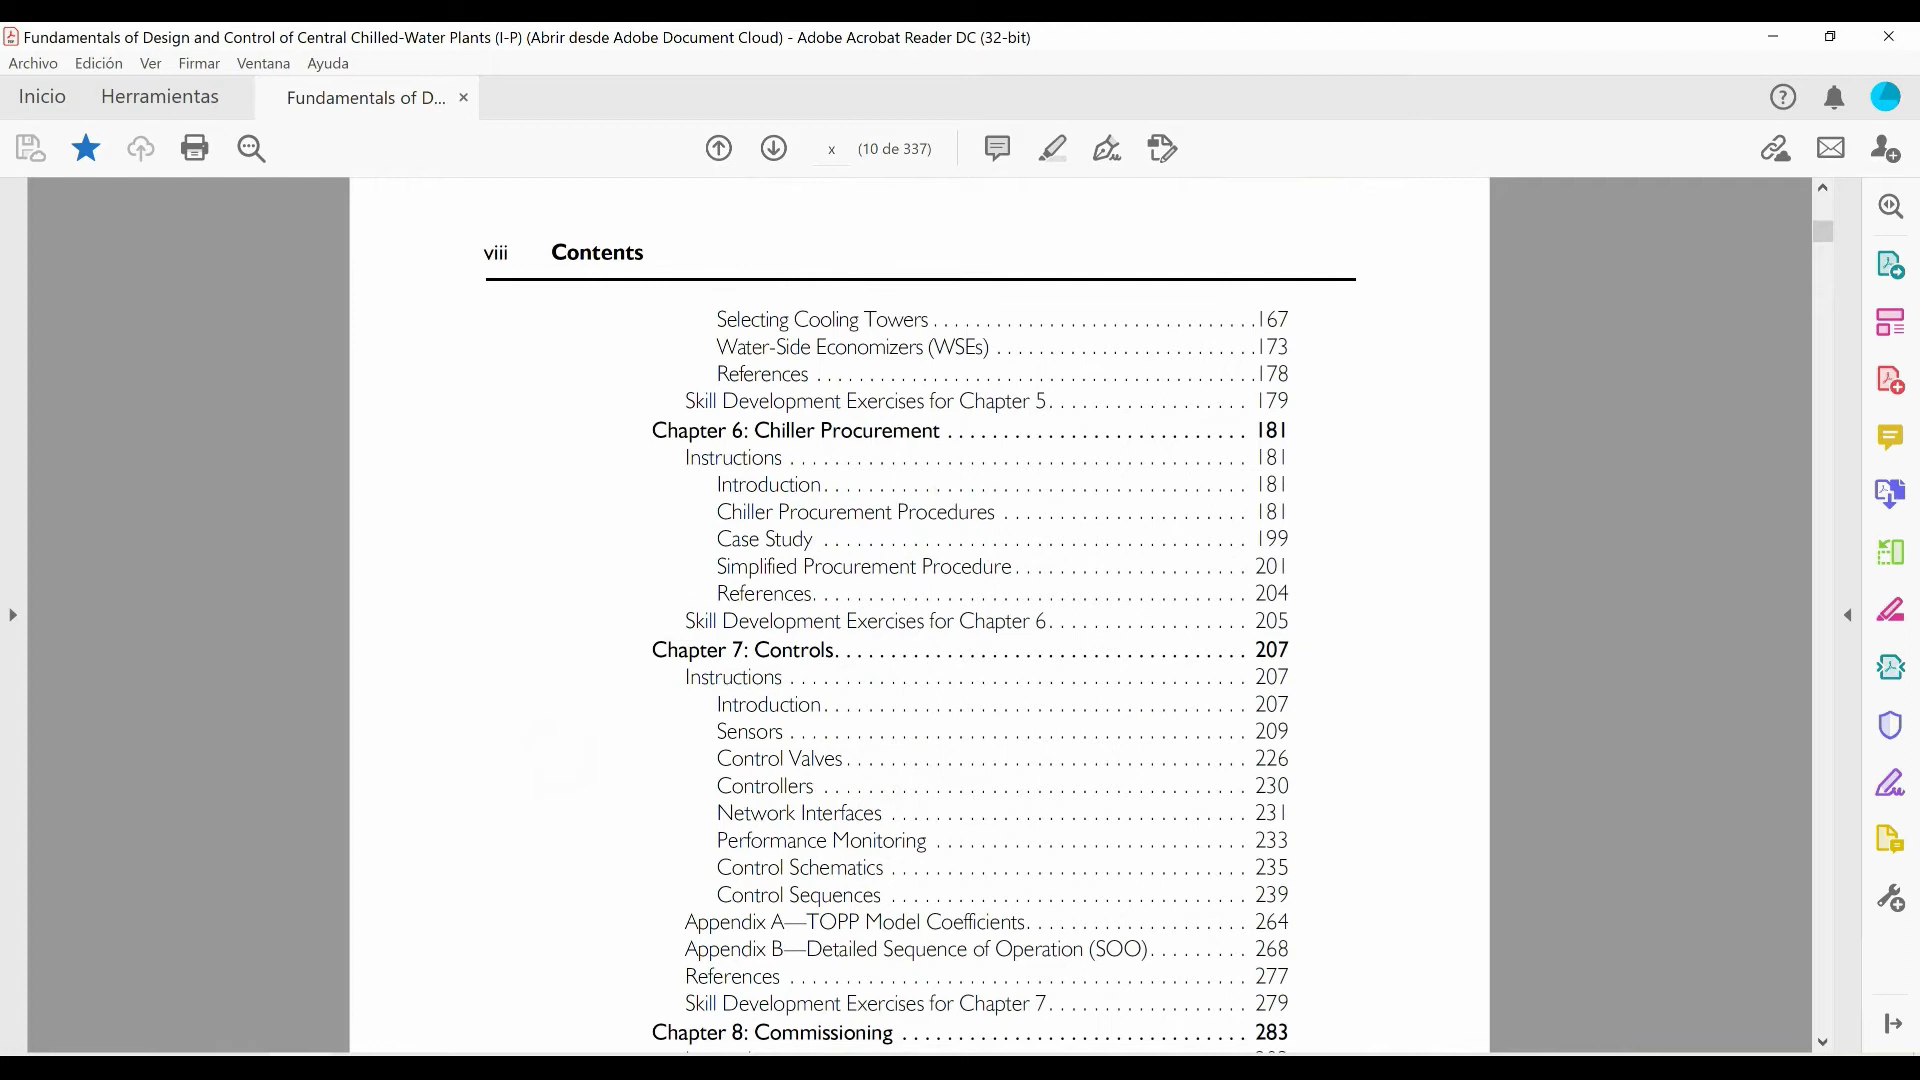 Fundamentals of Design and Control of Central Chilled-Water Plants (I-P) (Abrir desde Adobe Document Cloud) - Adobe Acrobat Reader DC (32-bit)
Archivo Edición Ver Firmar Ventana Ayuda
Inicio Herramientas Fundamentals of D... ×
x (10 de 337)
viii Contents
Selecting Cooling Towers . . . . . . . . . . . . . . . . . . . . . . . . . . . . . . . .167
Water-Side Economizers (WSEs) . . . . . . . . . . . . . . . . . . . . . . . . . .173
References . . . . . . . . . . . . . . . . . . . . . . . . . . . . . . . . . . . . . . . . . .178
Skill Development Exercises for Chapter 5. . . . . . . . . . . . . . . . . . . 179
Chapter 6: Chiller Procurement . . . . . . . . . . . . . . . . . . . . . . . . . . . . 181
Instructions . . . . . . . . . . . . . . . . . . . . . . . . . . . . . . . . . . . . . . . . . . . 181
Introduction. . . . . . . . . . . . . . . . . . . . . . . . . . . . . . . . . . . . . . . . 181
Chiller Procurement Procedures . . . . . . . . . . . . . . . . . . . . . . . 181
Case Study . . . . . . . . . . . . . . . . . . . . . . . . . . . . . . . . . . . . . . . . 199
Simplified Procurement Procedure. . . . . . . . . . . . . . . . . . . . . . 201
References. . . . . . . . . . . . . . . . . . . . . . . . . . . . . . . . . . . . . . . . . 204
Skill Development Exercises for Chapter 6. . . . . . . . . . . . . . . . . . . 205
Chapter 7: Controls. . . . . . . . . . . . . . . . . . . . . . . . . . . . . . . . . . . . . . . 207
Instructions . . . . . . . . . . . . . . . . . . . . . . . . . . . . . . . . . . . . . . . . . . . 207
Introduction. . . . . . . . . . . . . . . . . . . . . . . . . . . . . . . . . . . . . . . . 207
Sensors . . . . . . . . . . . . . . . . . . . . . . . . . . . . . . . . . . . . . . . . . . . 209
Control Valves. . . . . . . . . . . . . . . . . . . . . . . . . . . . . . . . . . . . . . 226
Controllers . . . . . . . . . . . . . . . . . . . . . . . . . . . . . . . . . . . . . . . . 230
Network Interfaces . . . . . . . . . . . . . . . . . . . . . . . . . . . . . . . . . . 231
Performance Monitoring . . . . . . . . . . . . . . . . . . . . . . . . . . . . . . 233
Control Schematics . . . . . . . . . . . . . . . . . . . . . . . . . . . . . . . . . . 235
Control Sequences . . . . . . . . . . . . . . . . . . . . . . . . . . . . . . . . . . 239
Appendix A—TOPP Model Coefficients. . . . . . . . . . . . . . . . . . . . . 264
Appendix B—Detailed Sequence of Operation (SOO). . . . . . . . . 268
References . . . . . . . . . . . . . . . . . . . . . . . . . . . . . . . . . . . . . . . . . . . 277
Skill Development Exercises for Chapter 7. . . . . . . . . . . . . . . . . . . 279
Chapter 8: Commissioning . . . . . . . . . . . . . . . . . . . . . . . . . . . . . . . . 283